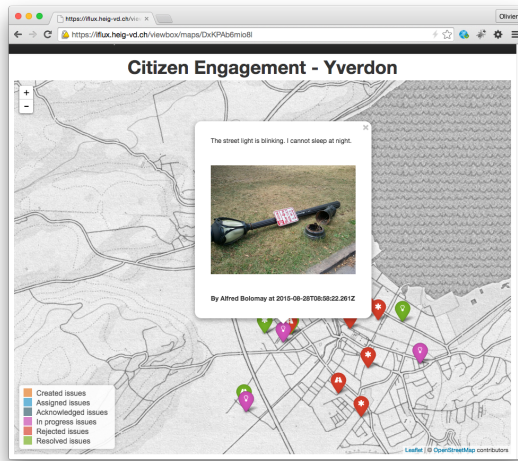 https://iflux.heig-vd.ch/view
Olivier
https://iflux.heig-vd.ch/viewbox/maps/DxKPAb6mio8l
Citizen Engagement - Yverdon
+
-
×
The street light is blinking. I cannot sleep at night.
By Alfred Bolomay at 2015-08-28T08:58:22.261Z
Created issues
Assigned issues
Acknowledged issues
In progress issues
Rejected issues
Resolved issues
Leaflet | © OpenStreetMap contributors